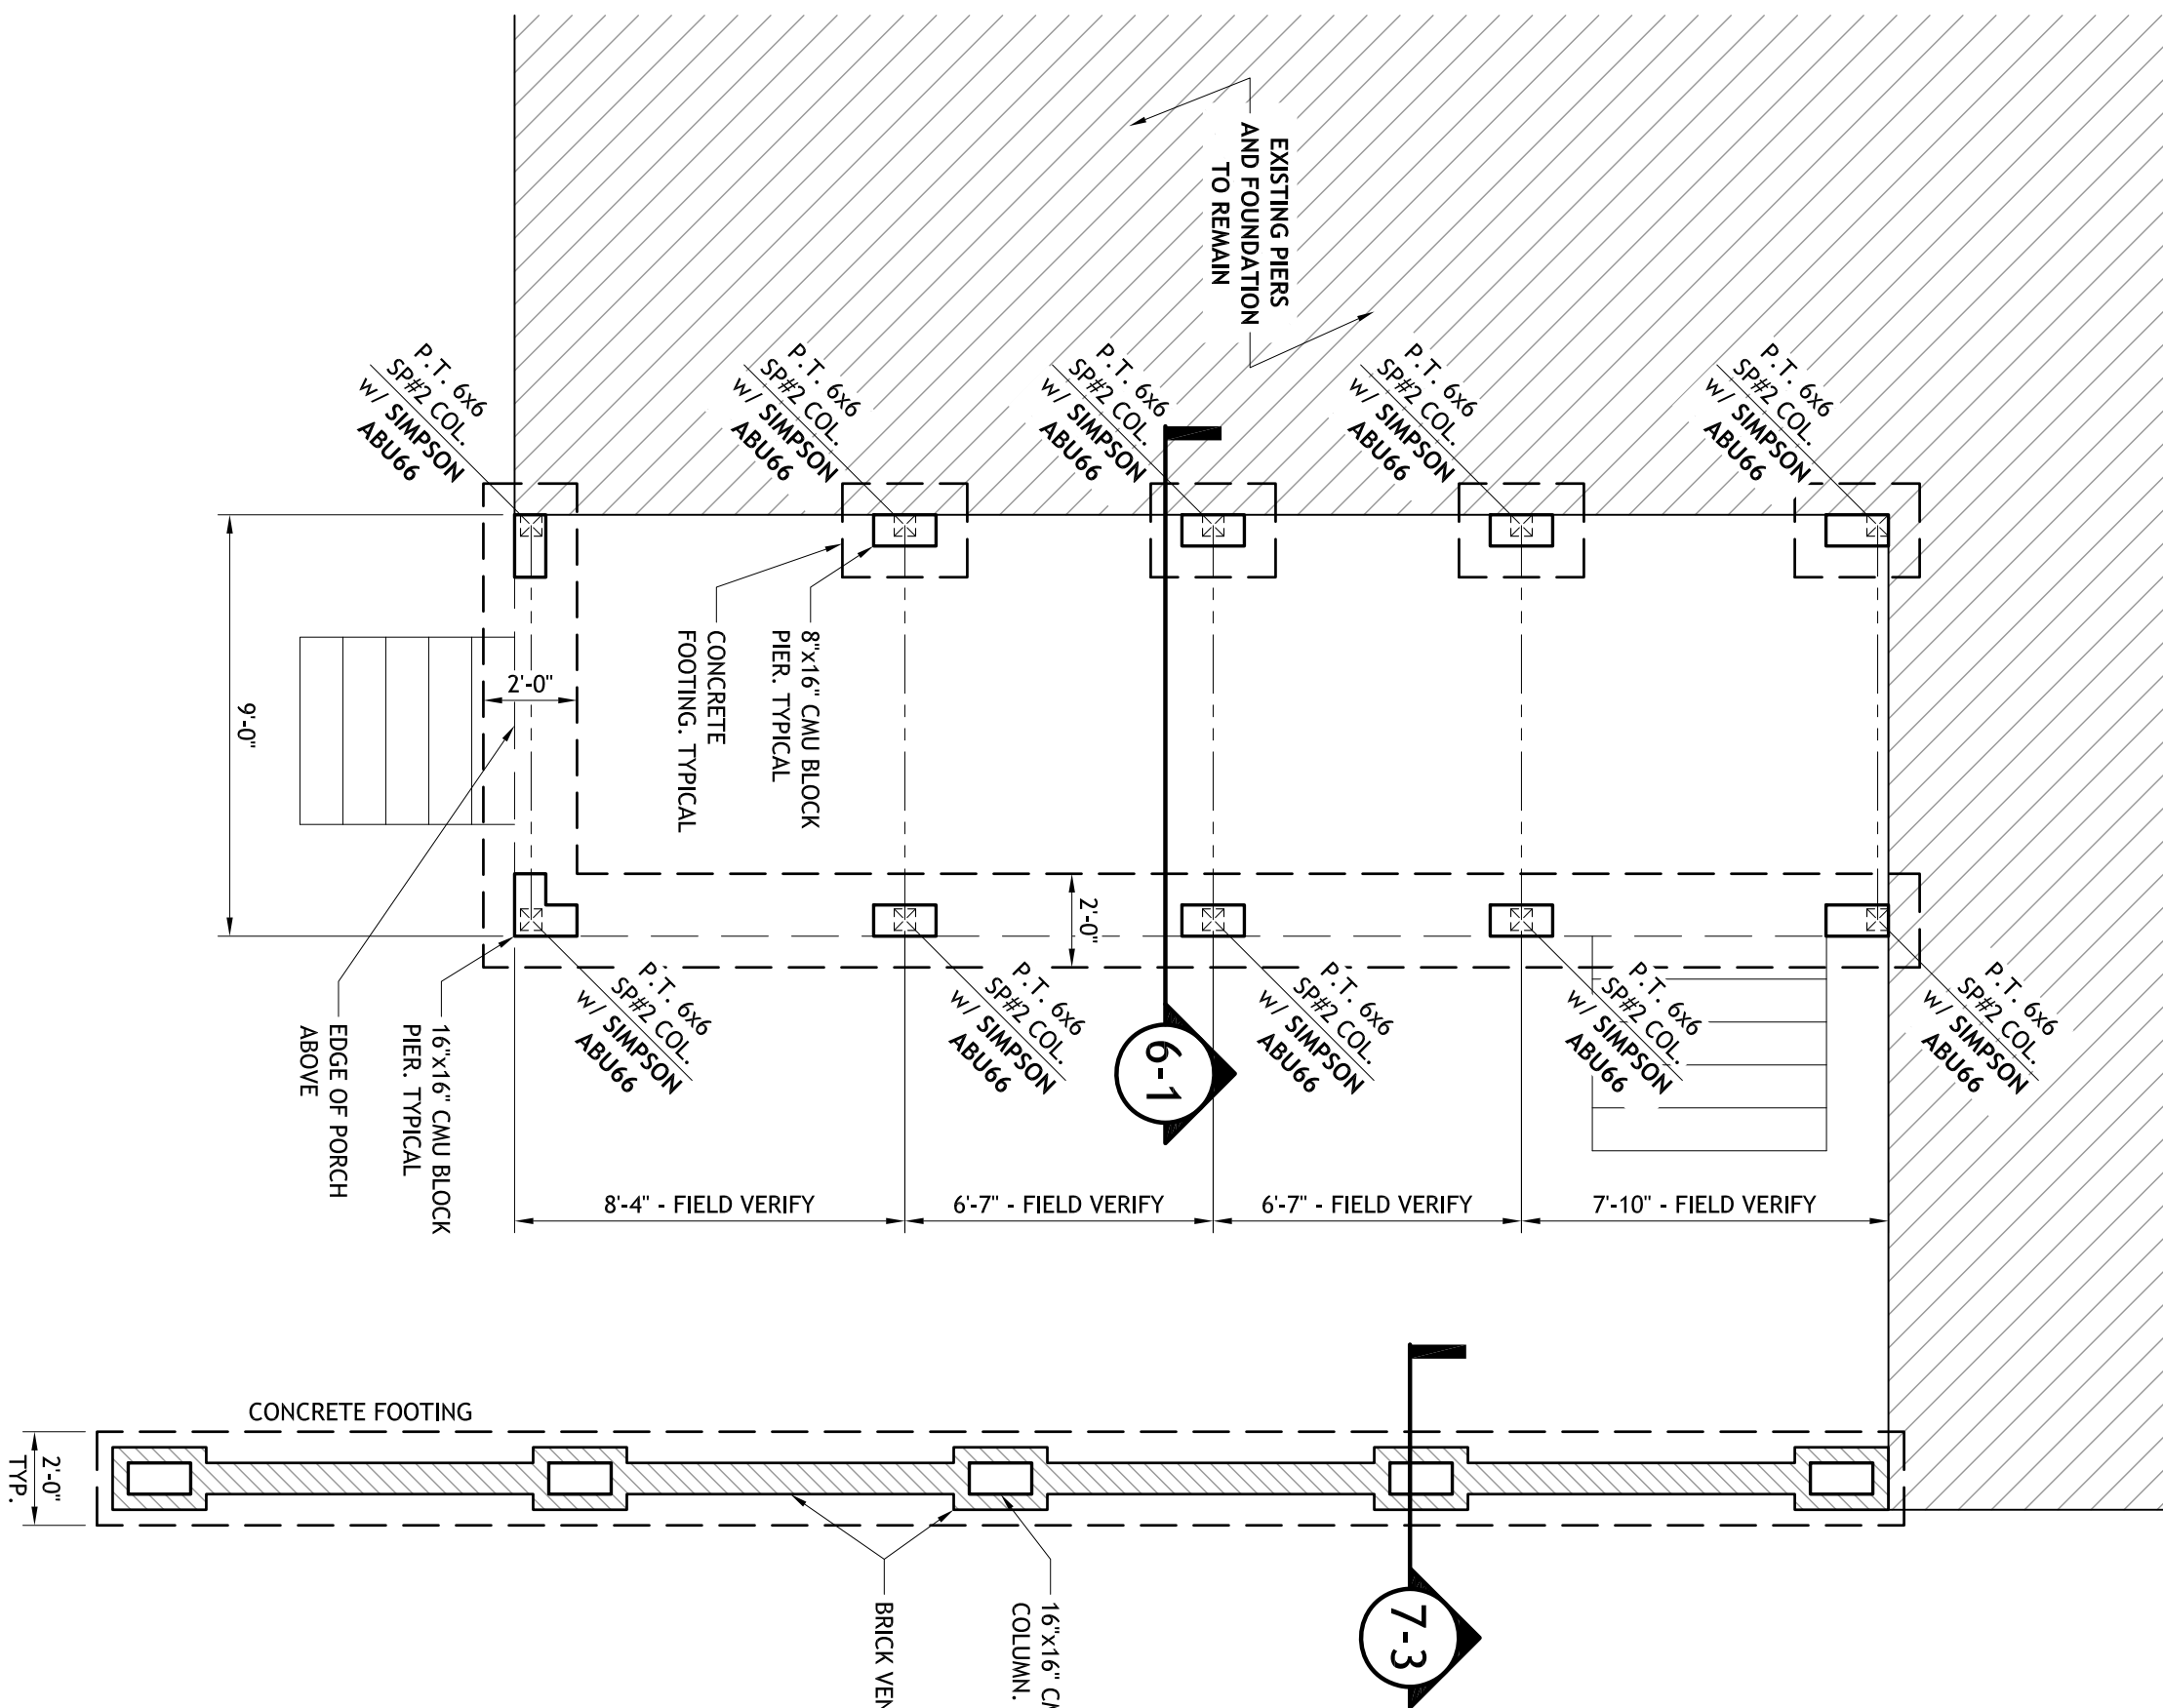 EXISTING PIERS
AND FOUNDATION
TO REMAIN
P.T. 6x6
SP#2 COL.
w/ SIMPSON
ABU66
P.T. 6x6
SP#2 COL.
w/ SIMPSON
ABU66
P.T. 6x6
SP#2 COL.
w/ SIMPSON
ABU66
P.T. 6x6
SP#2 COL.
w/ SIMPSON
ABU66
P.T. 6x6
SP#2 COL.
w/ SIMPSON
ABU66
9'-0"
2'-0"
8"x16" CMU BLOCK
PIER. TYPICAL
CONCRETE
FOOTING. TYPICAL
2'-0"
P.T. 6x6
SP#2 COL.
w/ SIMPSON
ABU66
P.T. 6x6
SP#2 COL.
w/ SIMPSON
ABU66
P.T. 6x6
SP#2 COL.
w/ SIMPSON
ABU66
P.T. 6x6
SP#2 COL.
w/ SIMPSON
ABU66
P.T. 6x6
SP#2 COL.
w/ SIMPSON
ABU66
6-1
16"x16" CMU BLOCK
PIER. TYPICAL
EDGE OF PORCH
ABOVE
8'-4" - FIELD VERIFY
6'-7" - FIELD VERIFY
6'-7" - FIELD VERIFY
7'-10" - FIELD VERIFY
CONCRETE FOOTING
2'-0"
TYP.
16"x16"
COLUMN.
BRICK
7-3